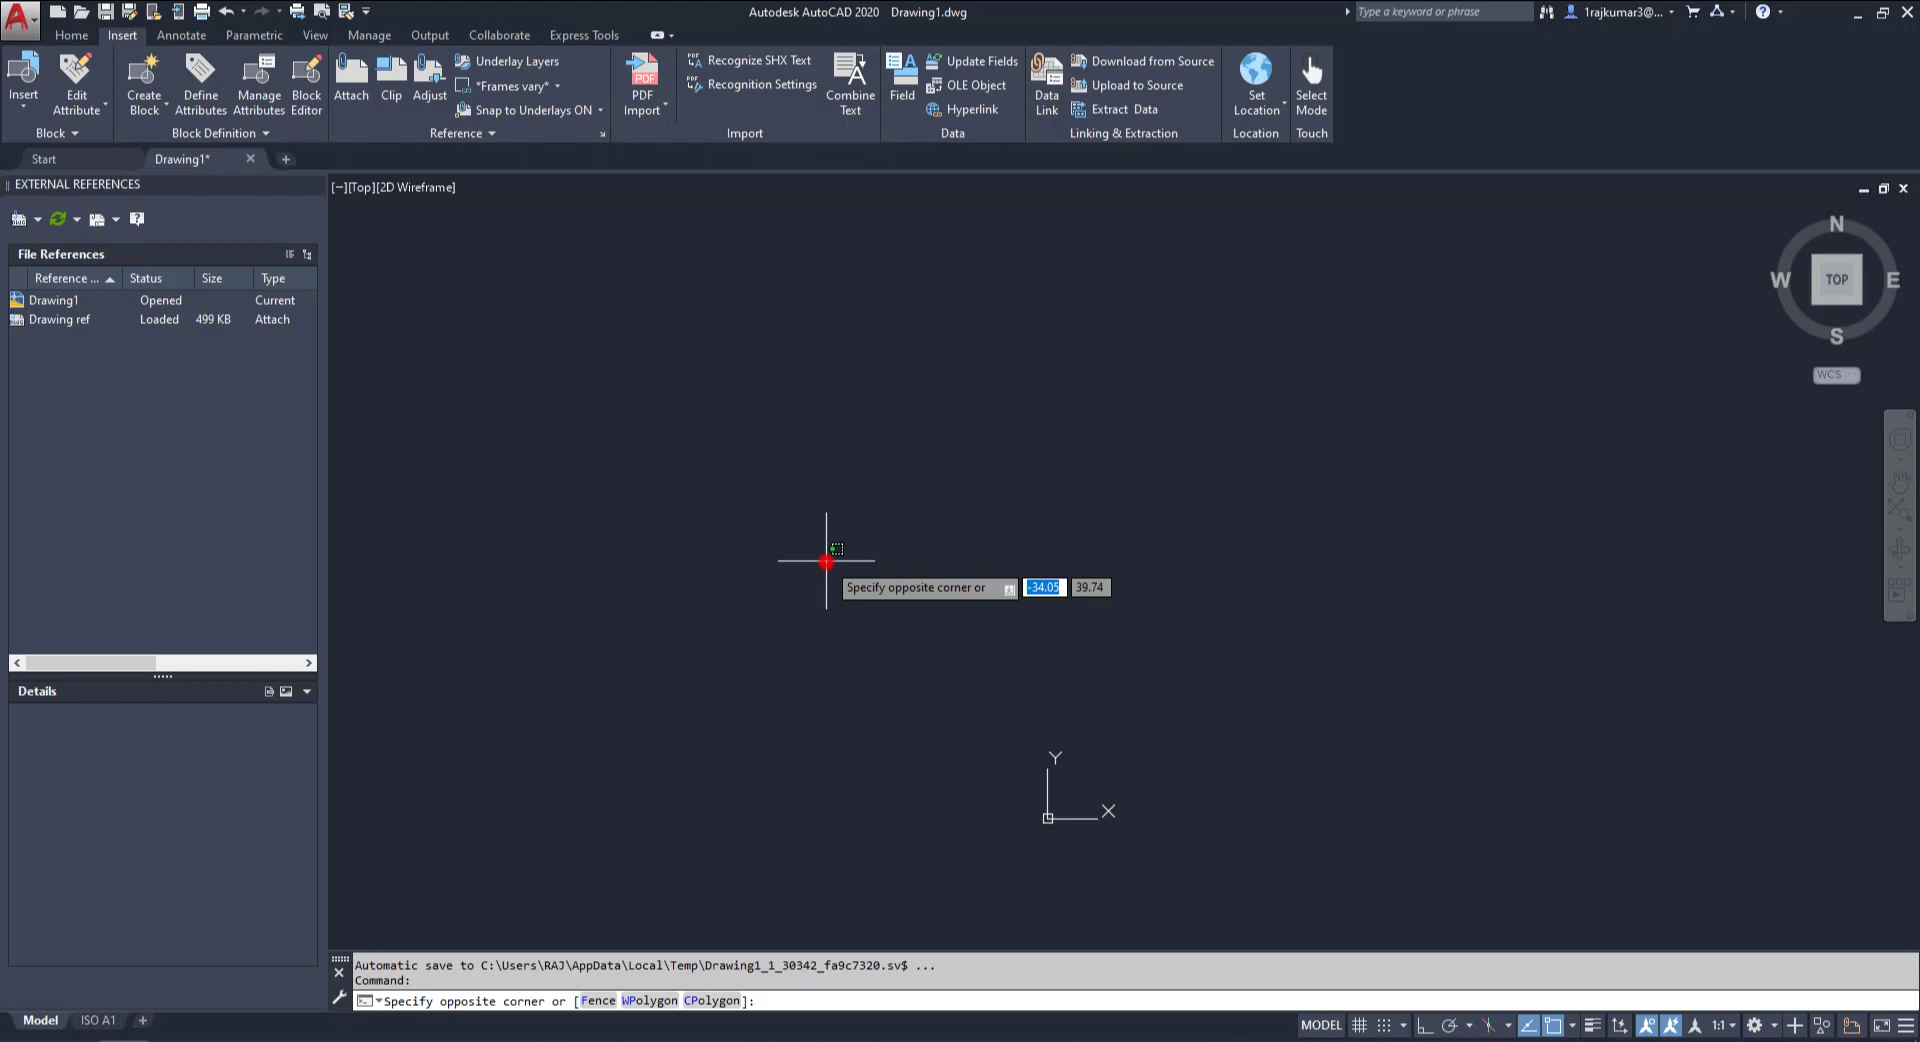 Autodesk AutoCAD 2020 Drawing1.dwg
Type a keyword or phrase
1rajkumar3@...
Home Insert Annotate Parametric View Manage Output Collaborate Express Tools
Insert
Edit
Attribute
Block
Create
Block
Define
Attributes
Manage
Attributes
Block
Editor
Block Definition
Attach
Clip
Adjust
Underlay Layers
*Frames vary*
Snap to Underlays ON
Reference
PDF
PDF
Import
Recognize SHX Text
Recognition Settings
Combine
Text
Import
Field
Update Fields
OLE Object
Hyperlink
Data
Data
Link
Download from Source
Upload to Source
Extract Data
Linking & Extraction
Set
Location
Location
Select
Mode
Touch
Start
Drawing1*
EXTERNAL REFERENCES
[−][Top][2D Wireframe]
File References
Reference ... Status Size Type
Drawing1 Opened Current
Drawing ref Loaded 499 KB Attach
N
W TOP E
S
WCS
Specify opposite corner or -34.05 39.74
Details
Y
X
Automatic save to C:\Users\RAJ\AppData\Local\Temp\Drawing1_1_30342_fa9c7320.sv$ ...
Command:
Specify opposite corner or [Fence WPolygon CPolygon]:
Model ISO A1 +
MODEL 1:1